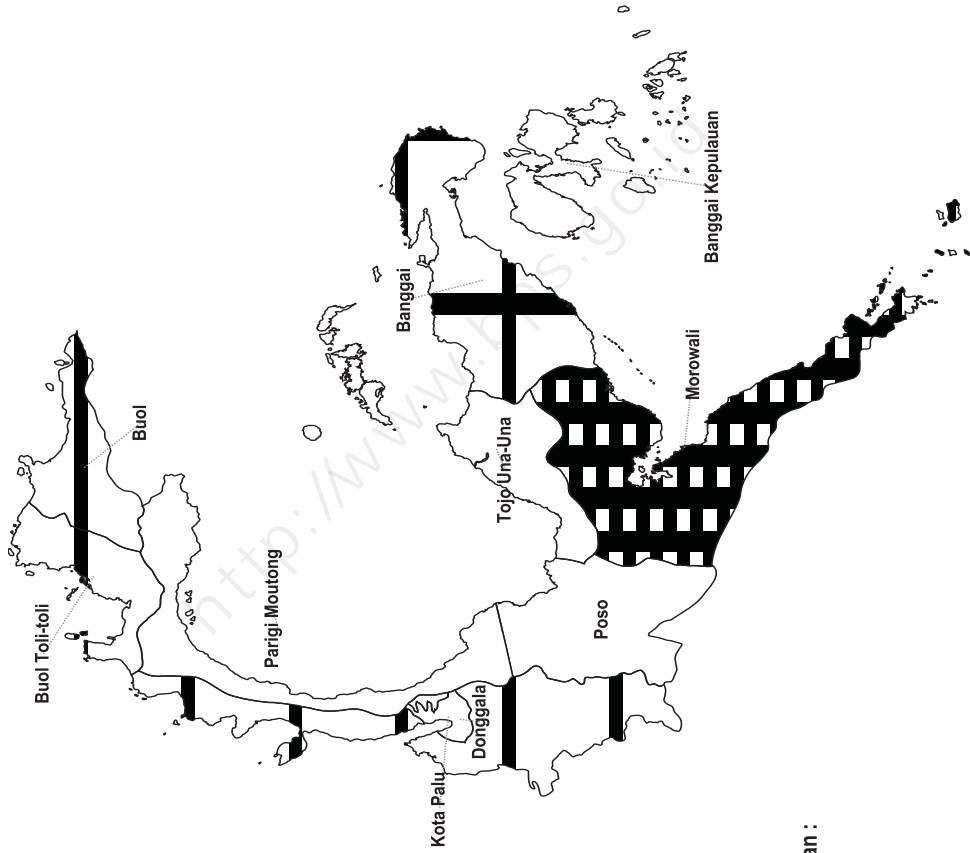 Buol Toli-toli
Buol
Parigi Moutong
Kota Palu
Donggala
Poso
Tojo Una-Una
Banggai
Morowali
Banggai Kepulauan
an :
http://www.bps.go.id